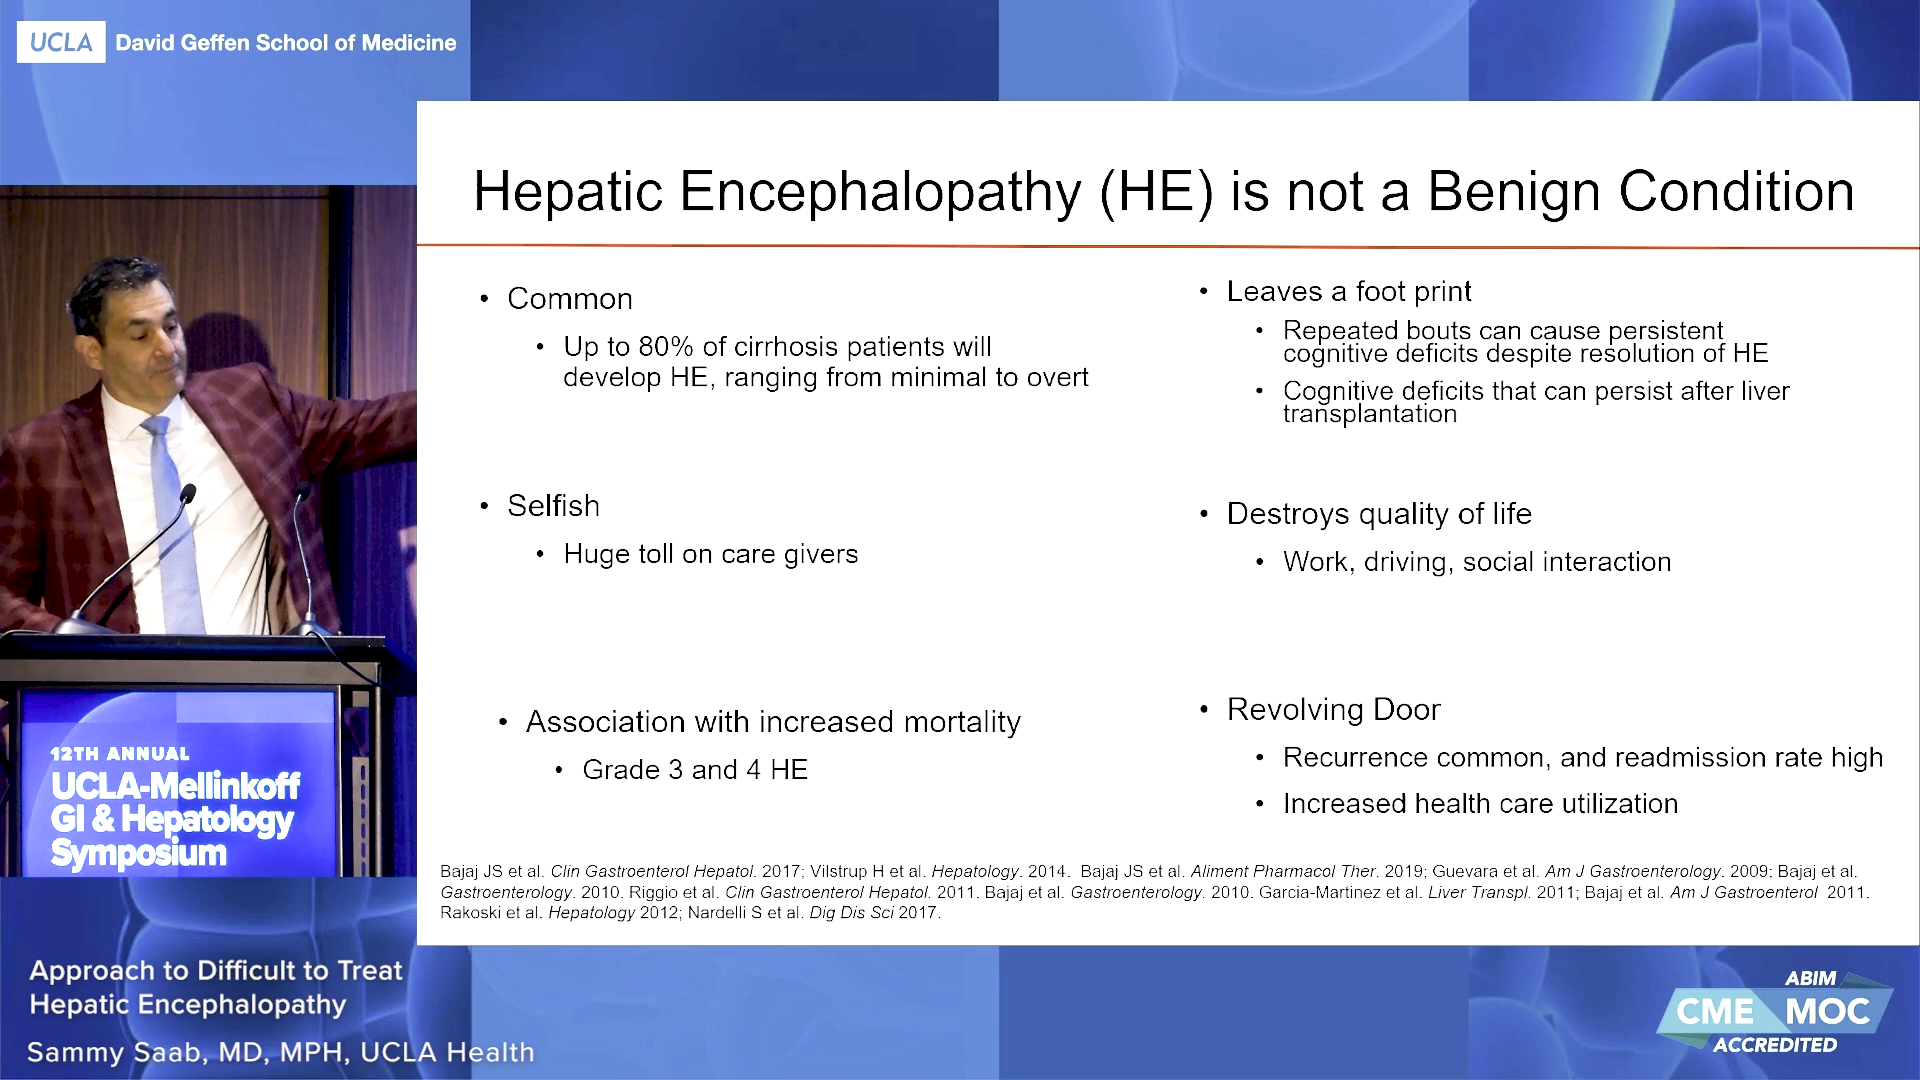 UCLA David Geffen School of Medicine
Hepatic Encephalopathy (HE) is not a Benign Condition
• Common
• Up to 80% of cirrhosis patients will
develop HE, ranging from minimal to overt
• Selfish
• Huge toll on care givers
• Association with increased mortality
• Grade 3 and 4 HE
• Leaves a foot print
• Repeated bouts can cause persistent
cognitive deficits despite resolution of HE
• Cognitive deficits that can persist after liver
transplantation
• Destroys quality of life
• Work, driving, social interaction
• Revolving Door
• Recurrence common, and readmission rate high
• Increased health care utilization
Bajaj JS et al. Clin Gastroenterol Hepatol. 2017; Vilstrup H et al. Hepatology. 2014. Bajaj JS et al. Aliment Pharmacol Ther. 2019; Guevara et al. Am J Gastroenterology. 2009; Bajaj et al.
Gastroenterology. 2010. Riggio et al. Clin Gastroenterol Hepatol. 2011. Bajaj et al. Gastroenterology. 2010. Garcia-Martinez et al. Liver Transpl. 2011; Bajaj et al. Am J Gastroenterol 2011.
Rakoski et al. Hepatology 2012; Nardelli S et al. Dig Dis Sci 2017.
12TH ANNUAL
UCLA-Mellinkoff
GI & Hepatology
Symposium
Approach to Difficult to Treat
Hepatic Encephalopathy
Sammy Saab, MD, MPH, UCLA Health
ABIM
CME MOC
ACCREDITED